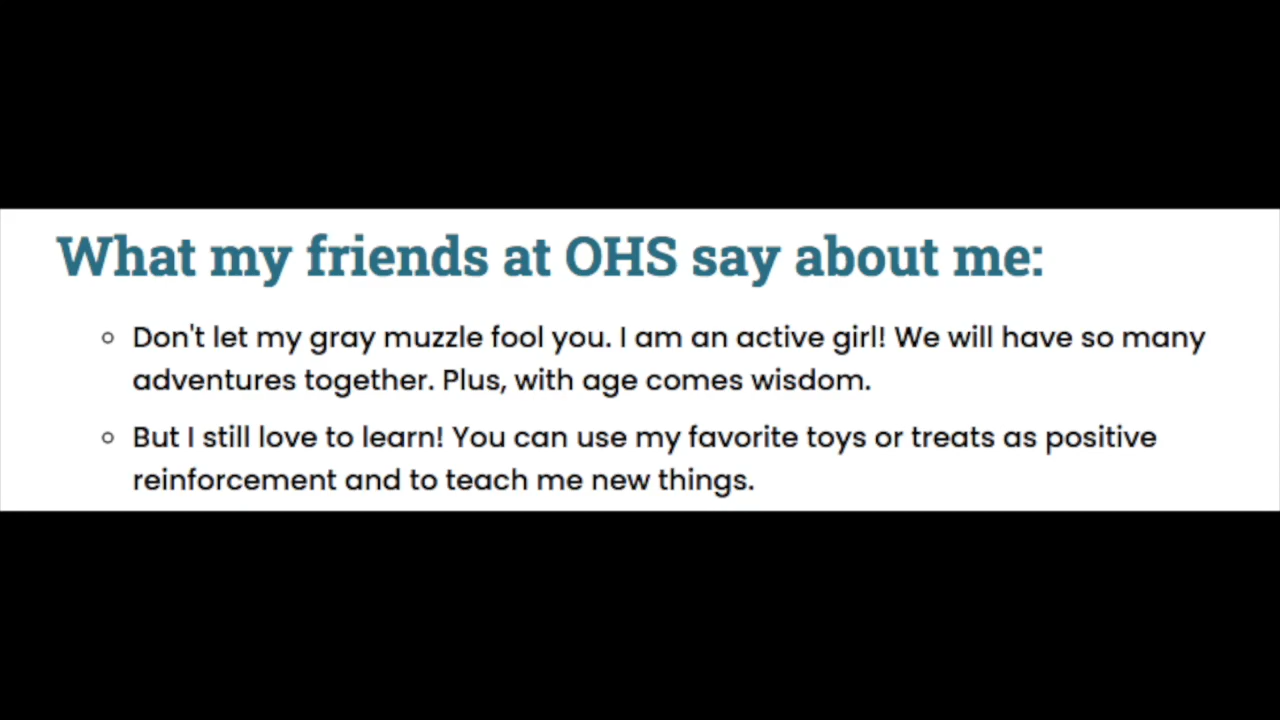 What my friends at OHS say about me:
Don't let my gray muzzle fool you. I am an active girl! We will have so many
adventures together. Plus, with age comes wisdom.
But I still love to learn! You can use my favorite toys or treats as positive
reinforcement and to teach me new things.